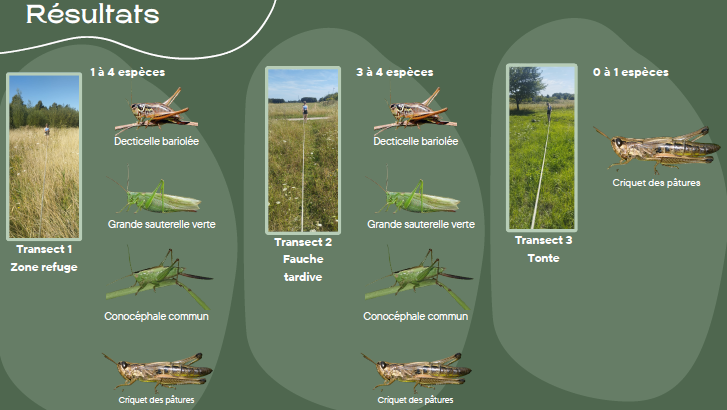 Résultats
1 à 4 espèces
Decticelle bariolée
Grande sauterelle verte
Transect 1
Zone refuge
Conocéphale commun
Criquet des pâtures
3 à 4 espèces
Decticelle bariolée
Grande sauterelle verte
Transect 2
Fauche
tardive
Conocéphale commun
Criquet des pâtures
0 à 1 espèces
Criquet des pâtures
Transect 3
Tonte